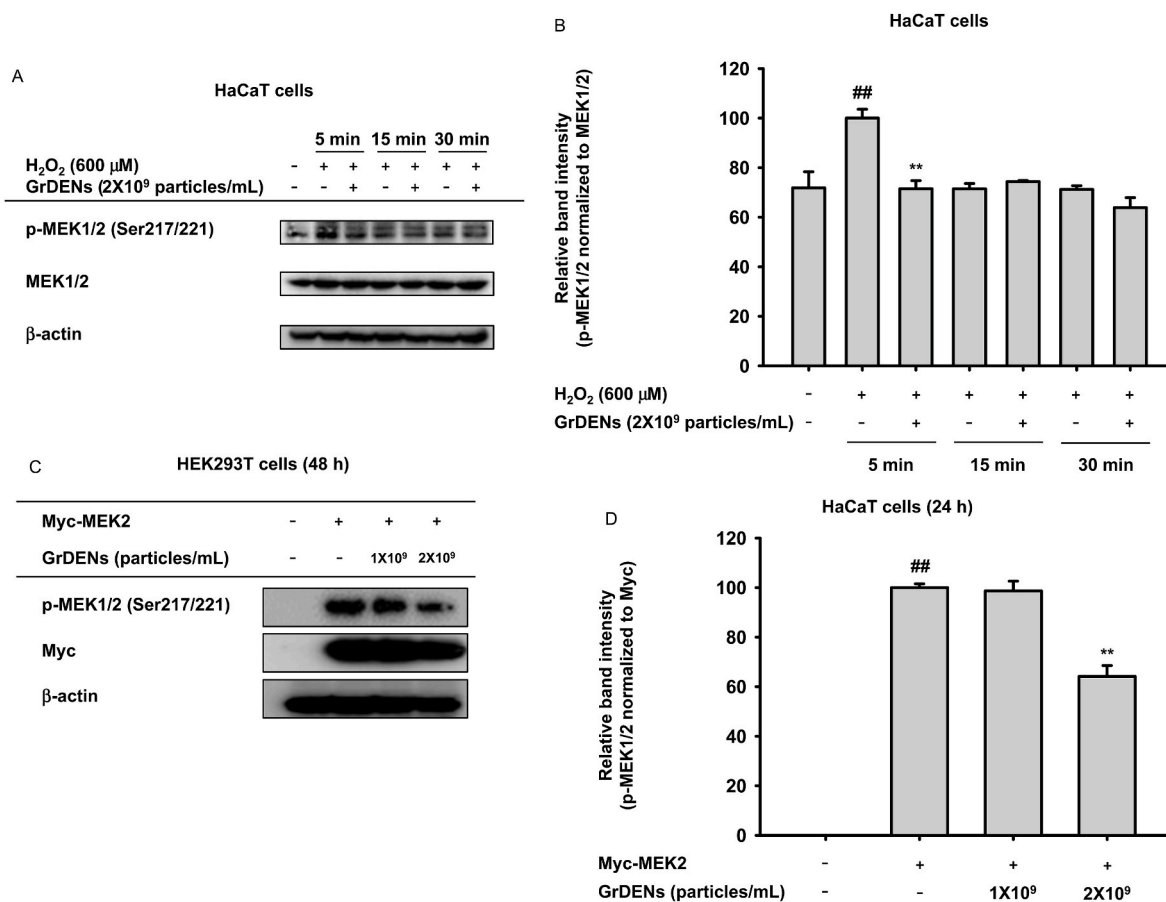 A
HaCaT cells
5 min 15 min 30 min
H₂O₂ (600 μM) - + + + + + +
GrDENs (2X10⁹ particles/mL) - - + - + - +
p-MEK1/2 (Ser217/221)
MEK1/2
β-actin
B
HaCaT cells
Relative band intensity
(p-MEK1/2 normalized to MEK1/2)
120
100
80
60
40
20
0
##
**
H₂O₂ (600 μM) - + + + + + +
GrDENs (2X10⁹ particles/mL) - - + - + - +
5 min 15 min 30 min
C
HEK293T cells (48 h)
Myc-MEK2 - + + +
GrDENs (particles/mL) - - 1X10⁹ 2X10⁹
p-MEK1/2 (Ser217/221)
Myc
β-actin
D
HaCaT cells (24 h)
Relative band intensity
(p-MEK1/2 normalized to Myc)
120
100
80
60
40
20
0
##
**
Myc-MEK2 - + + +
GrDENs (particles/mL) - - 1X10⁹ 2X10⁹